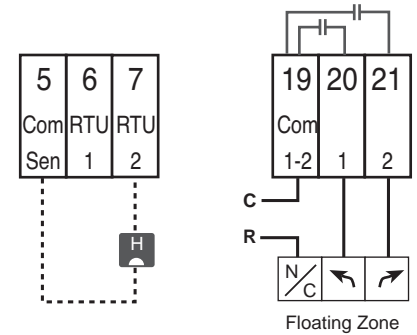 5 6 7
Com RTU RTU
Sen 1 2
H
19 20 21
Com
1-2 1 2
C
R
N/C
Floating Zone